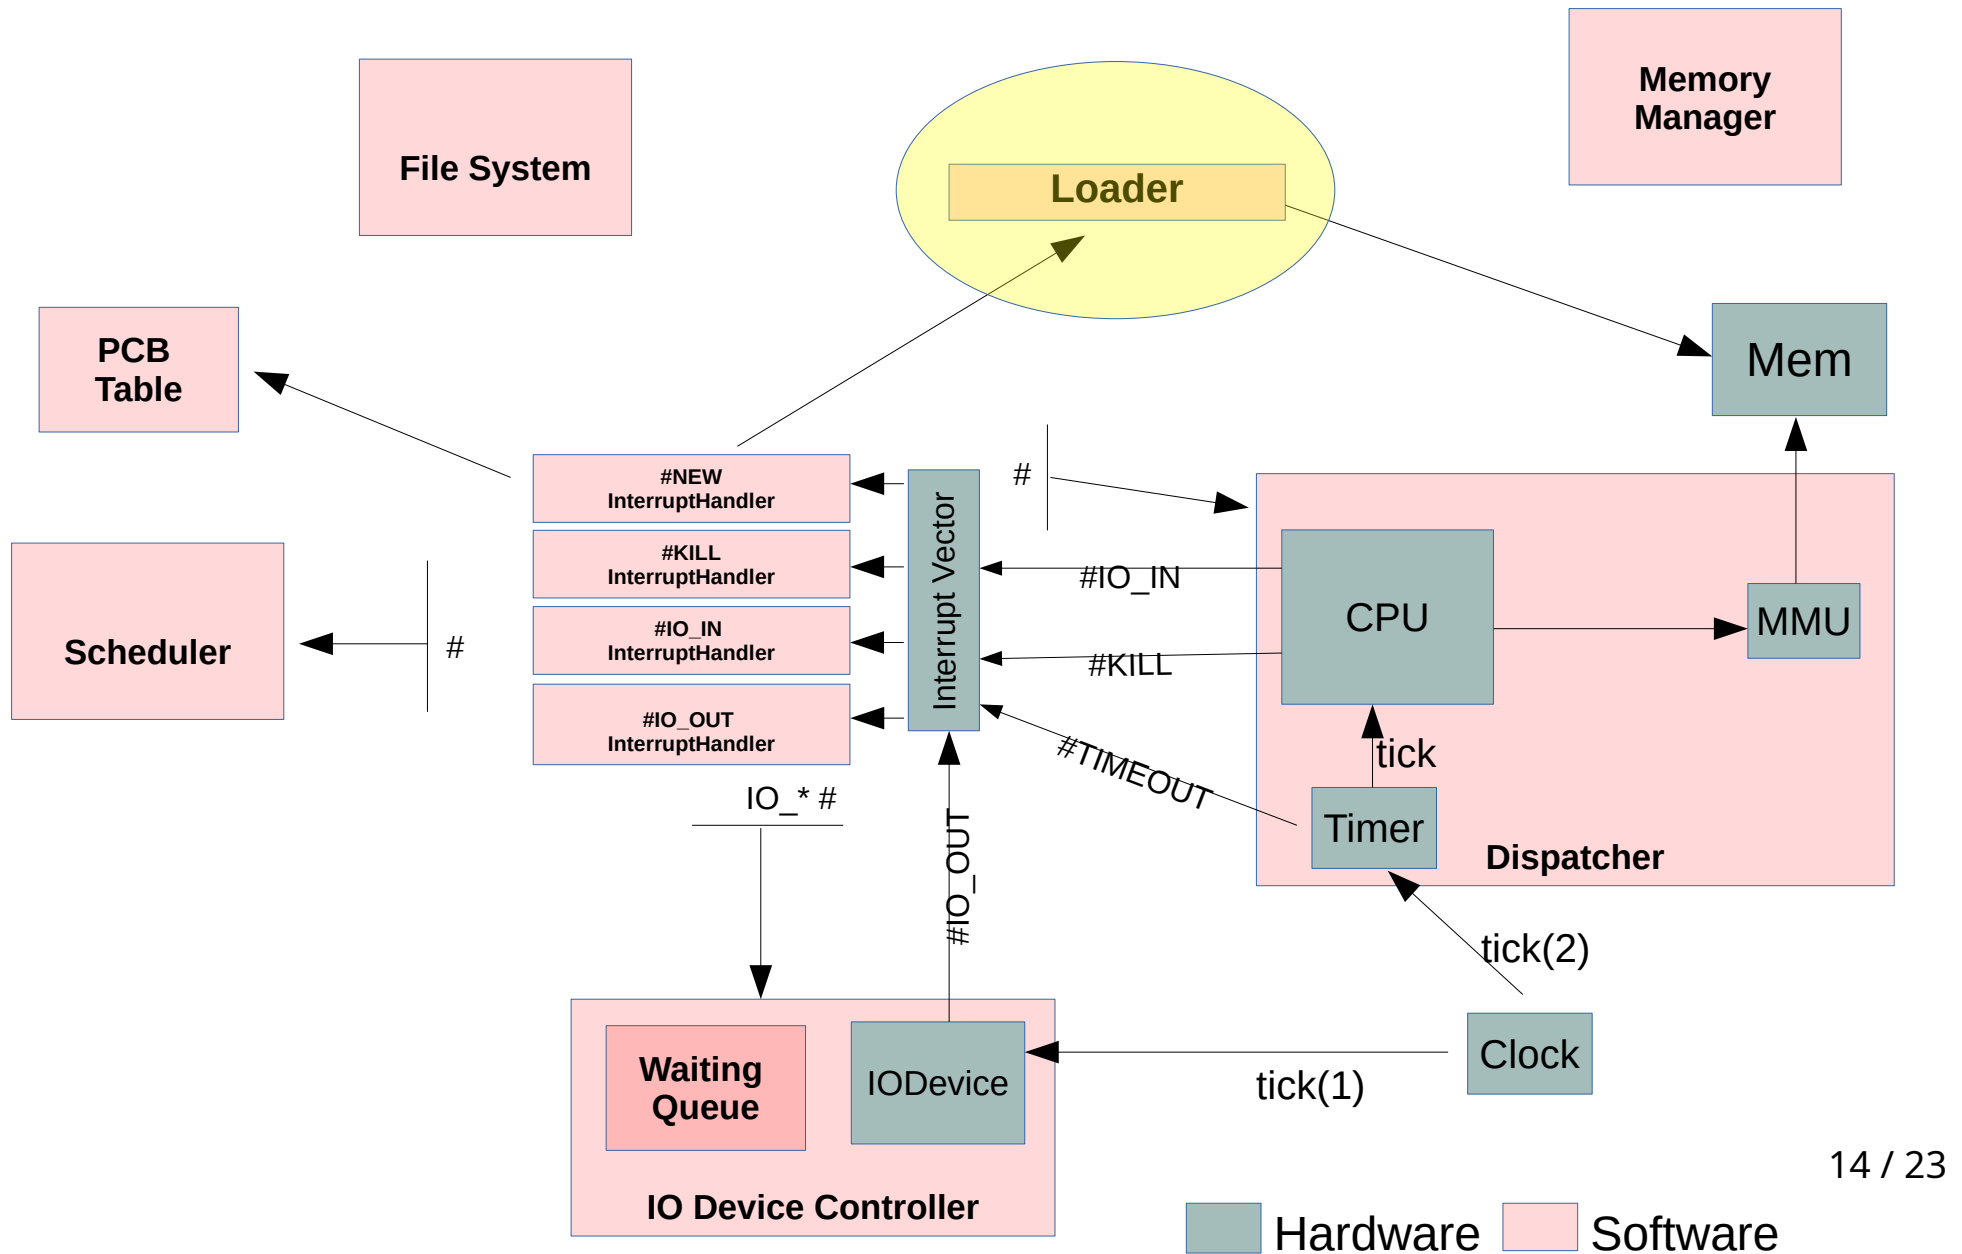 Memory
Manager
File System
Loader
PCB
Table
Mem
#NEW
InterruptHandler
#KILL
InterruptHandler
#IO_IN
InterruptHandler
#IO_OUT
InterruptHandler
Interrupt Vector
#
#IO_IN
#KILL
#TIMEOUT
CPU
MMU
tick
Timer
Dispatcher
Scheduler
#
IO_* #
#IO_OUT
tick(2)
Clock
tick(1)
Waiting
Queue
IODevice
IO Device Controller
14 / 23
Hardware
Software